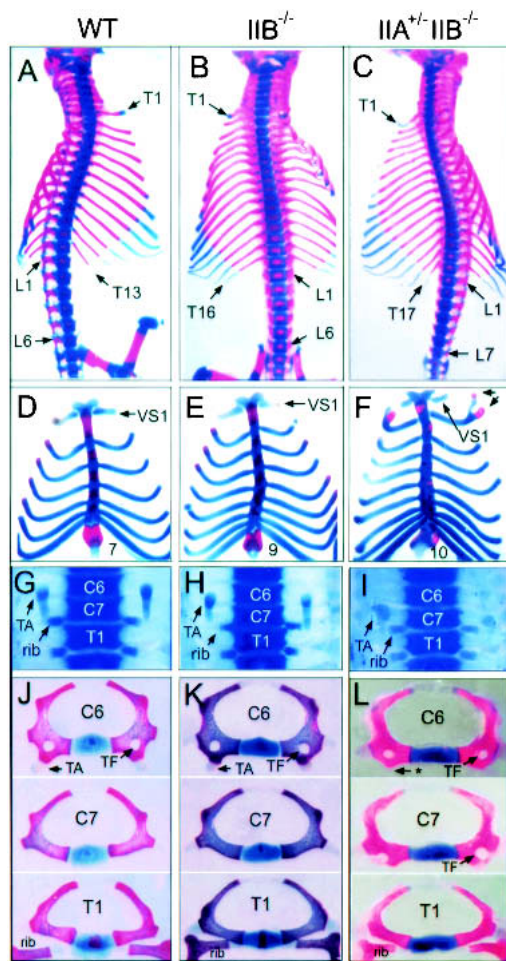 WT IIB-/- IIA+/- IIB-/-
A B C
T1 T1 T1
L1 T13 T16 L1 T17 L1
L6 L6 L7
D E F
VS1 VS1 VS1
7 9 10
G H I
C6 C6 C6
TA C7 TA C7 TA C7
rib T1 rib T1 rib T1
J K L
C6 C6 C6
TA TF TA TF * TF
C7 C7 C7
TF
T1 T1 T1
rib rib rib